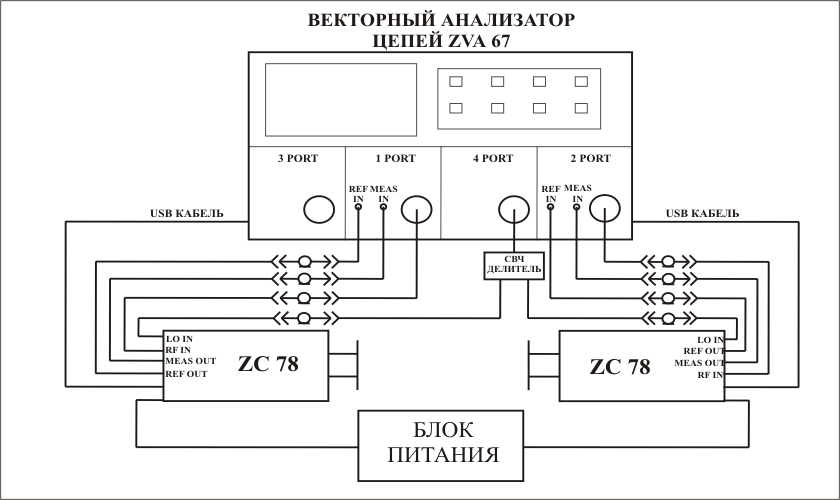 ВЕКТОРНЫЙ АНАЛИЗАТОР
ЦЕПЕЙ ZVA 67
3 PORT
1 PORT
4 PORT
2 PORT
REF MEAS
IN IN
REF MEAS
IN IN
USB КАБЕЛЬ
USB КАБЕЛЬ
СВЧ
ДЕЛИТЕЛЬ
LO IN
RF IN
MEAS OUT
REF OUT
ZC 78
ZC 78
LO IN
REF OUT
MEAS OUT
RF IN
БЛОК
ПИТАНИЯ